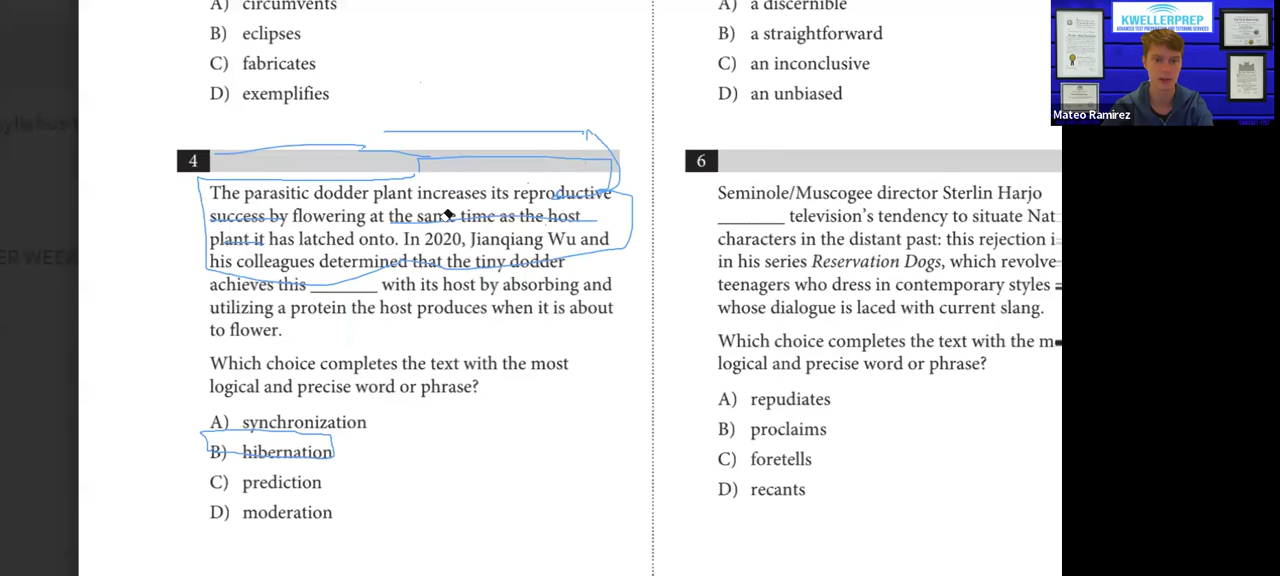 A) circumvents
B) eclipses
C) fabricates
D) exemplifies
4
The parasitic dodder plant increases its reproductive
success by flowering at the same time as the host
plant it has latched onto. In 2020, Jianqiang Wu and
his colleagues determined that the tiny dodder
achieves this ________ with its host by absorbing and
utilizing a protein the host produces when it is about
to flower.
Which choice completes the text with the most
logical and precise word or phrase?
A) synchronization
B) hibernation
C) prediction
D) moderation
A) a discernible
B) a straightforward
C) an inconclusive
D) an unbiased
6
Seminole/Muscogee director Sterlin Harjo
________ television's tendency to situate Nat
characters in the distant past: this rejection i
in his series Reservation Dogs, which revolve
teenagers who dress in contemporary styles
whose dialogue is laced with current slang.
Which choice completes the text with the m
logical and precise word or phrase?
A) repudiates
B) proclaims
C) foretells
D) recants
KWELLERPREP
Mateo Ramirez